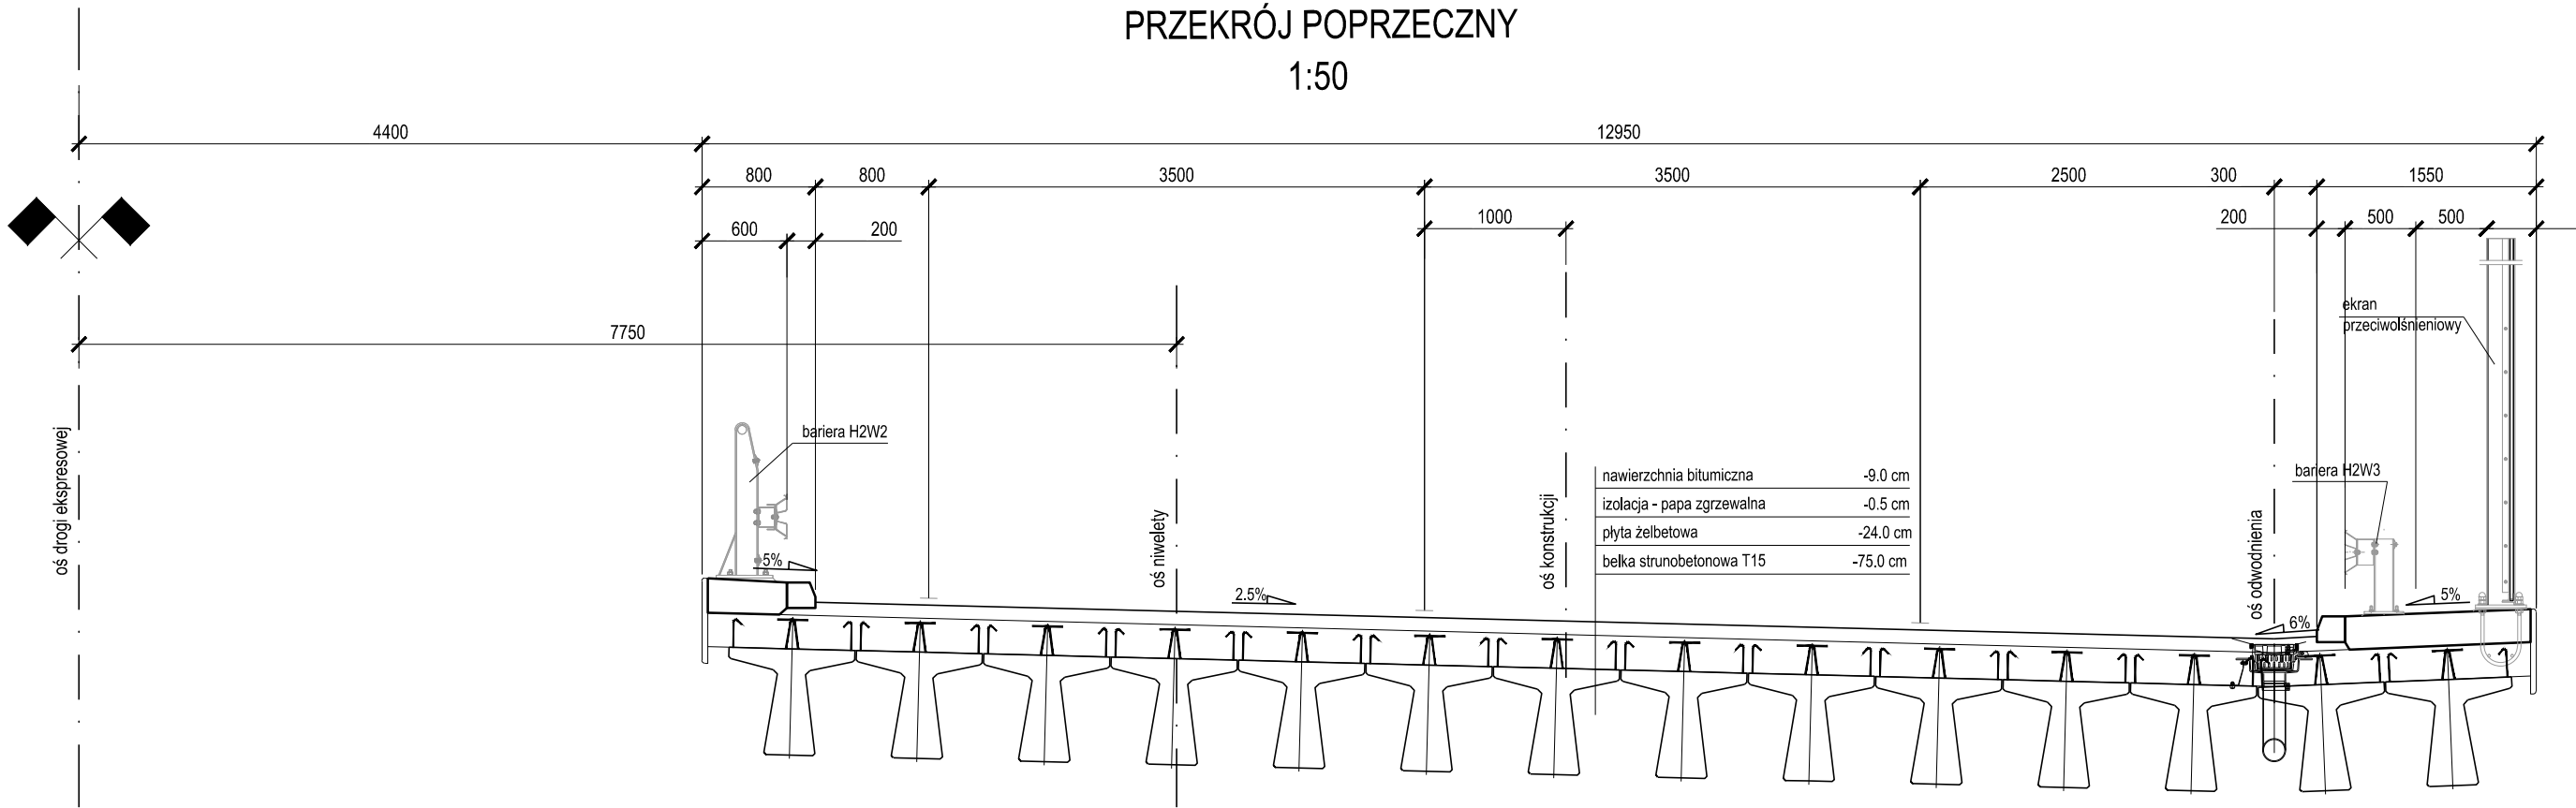 PRZEKRÓJ POPRZECZNY
1:50
4400
12950
800
800
3500
3500
2500
300
1550
600
200
1000
200
500
500
7750
ekran
przeciwolśnieniowy
bariera H2W2
bariera H2W3
nawierzchnia bitumiczna -9.0 cm
izolacja - papa zgrzewalna -0.5 cm
płyta żelbetowa -24.0 cm
belka strunobetonowa T15 -75.0 cm
oś drogi ekspresowej
oś niwelety
oś konstrukcji
oś odwodnienia
5%
2.5%
5%
6%